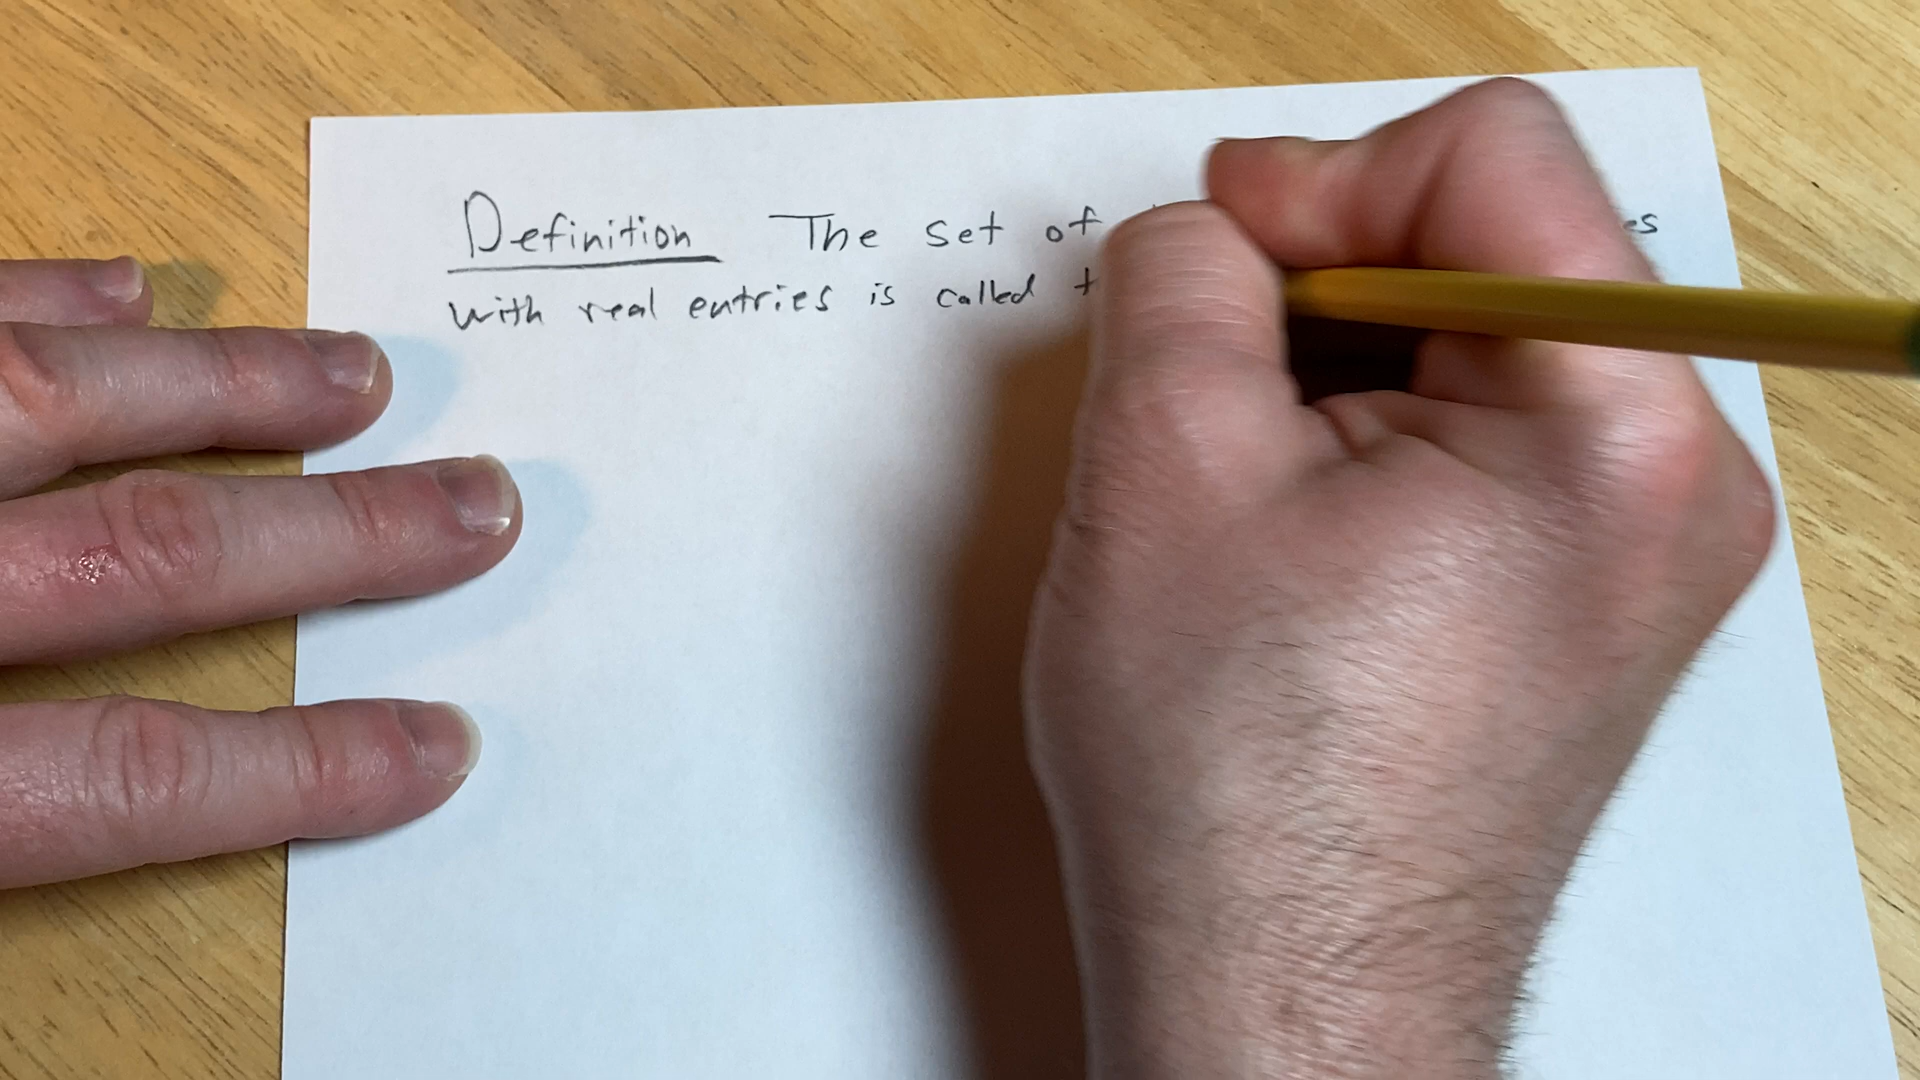 Definition The set of
with real entries is called